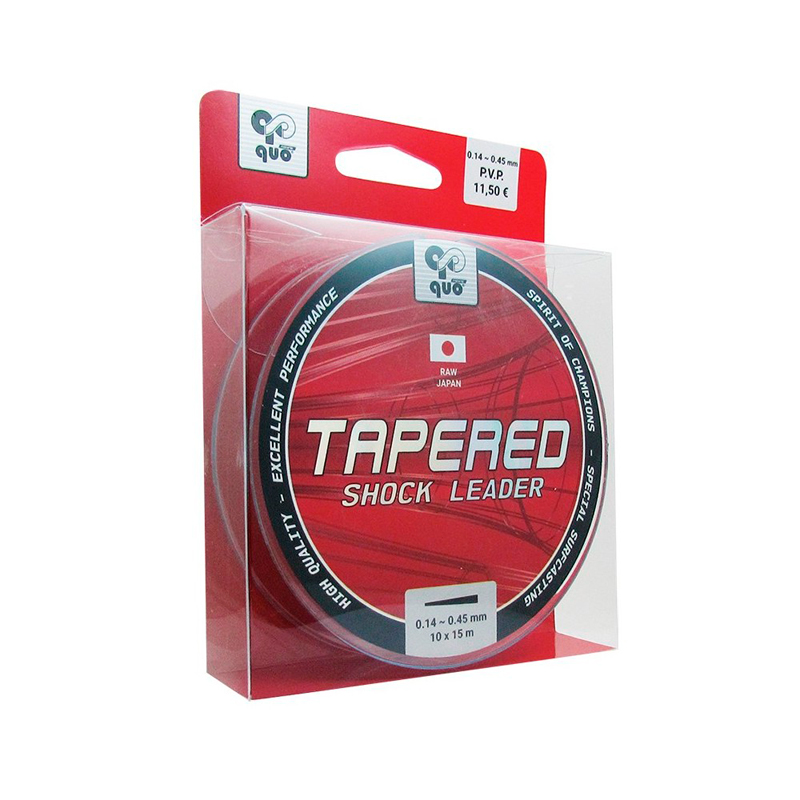 quo
0.14 ~ 0.45 mm
P.V.P.
11,50 €
quo
HIGH QUALITY - EXCELLENT PERFORMANCE
SPIRIT OF CHAMPIONS - SPECIAL SURFCASTING
RAW
JAPAN
TAPERED
SHOCK LEADER
0.14 ~ 0.45 mm
10 x 15 m